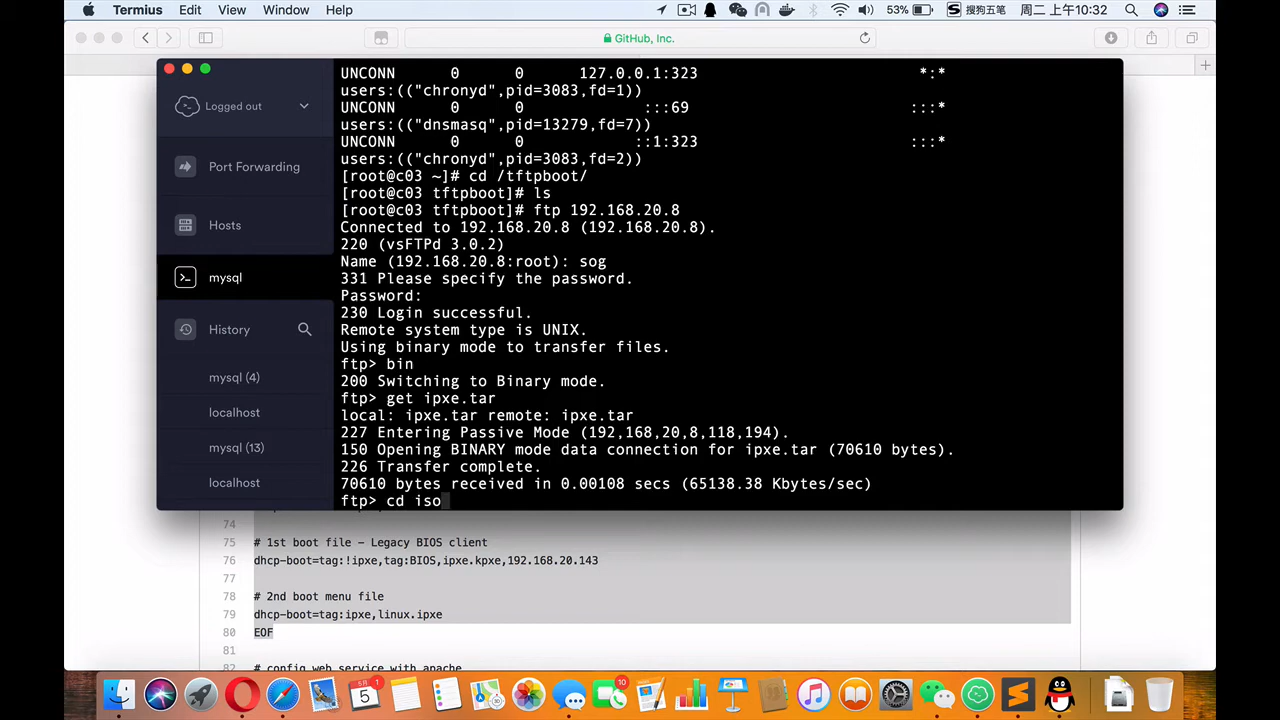 Termius Edit View Window Help 53% 搜狗五笔 周二 上午10:32
GitHub, Inc.
Logged out
Port Forwarding
Hosts
mysql
History
mysql (4)
localhost
mysql (13)
localhost
UNCONN 0 0 127.0.0.1:323 *:*
users:(("chronyd",pid=3083,fd=1))
UNCONN 0 0 :::69 :::*
users:(("dnsmasq",pid=13279,fd=7))
UNCONN 0 0 ::1:323 :::*
users:(("chronyd",pid=3083,fd=2))
[root@c03 ~]# cd /tftpboot/
[root@c03 tftpboot]# ls
[root@c03 tftpboot]# ftp 192.168.20.8
Connected to 192.168.20.8 (192.168.20.8).
220 (vsFTPd 3.0.2)
Name (192.168.20.8:root): sog
331 Please specify the password.
Password:
230 Login successful.
Remote system type is UNIX.
Using binary mode to transfer files.
ftp> bin
200 Switching to Binary mode.
ftp> get ipxe.tar
local: ipxe.tar remote: ipxe.tar
227 Entering Passive Mode (192,168,20,8,118,194).
150 Opening BINARY mode data connection for ipxe.tar (70610 bytes).
226 Transfer complete.
70610 bytes received in 0.00108 secs (65138.38 Kbytes/sec)
ftp> cd iso
74
75 # 1st boot file - Legacy BIOS client
76 dhcp-boot=tag:!ipxe,tag:BIOS,ipxe.kpxe,192.168.20.143
77
78 # 2nd boot menu file
79 dhcp-boot=tag:ipxe,linux.ipxe
80 EOF
82 # config web service with apache
5月
5
1
10